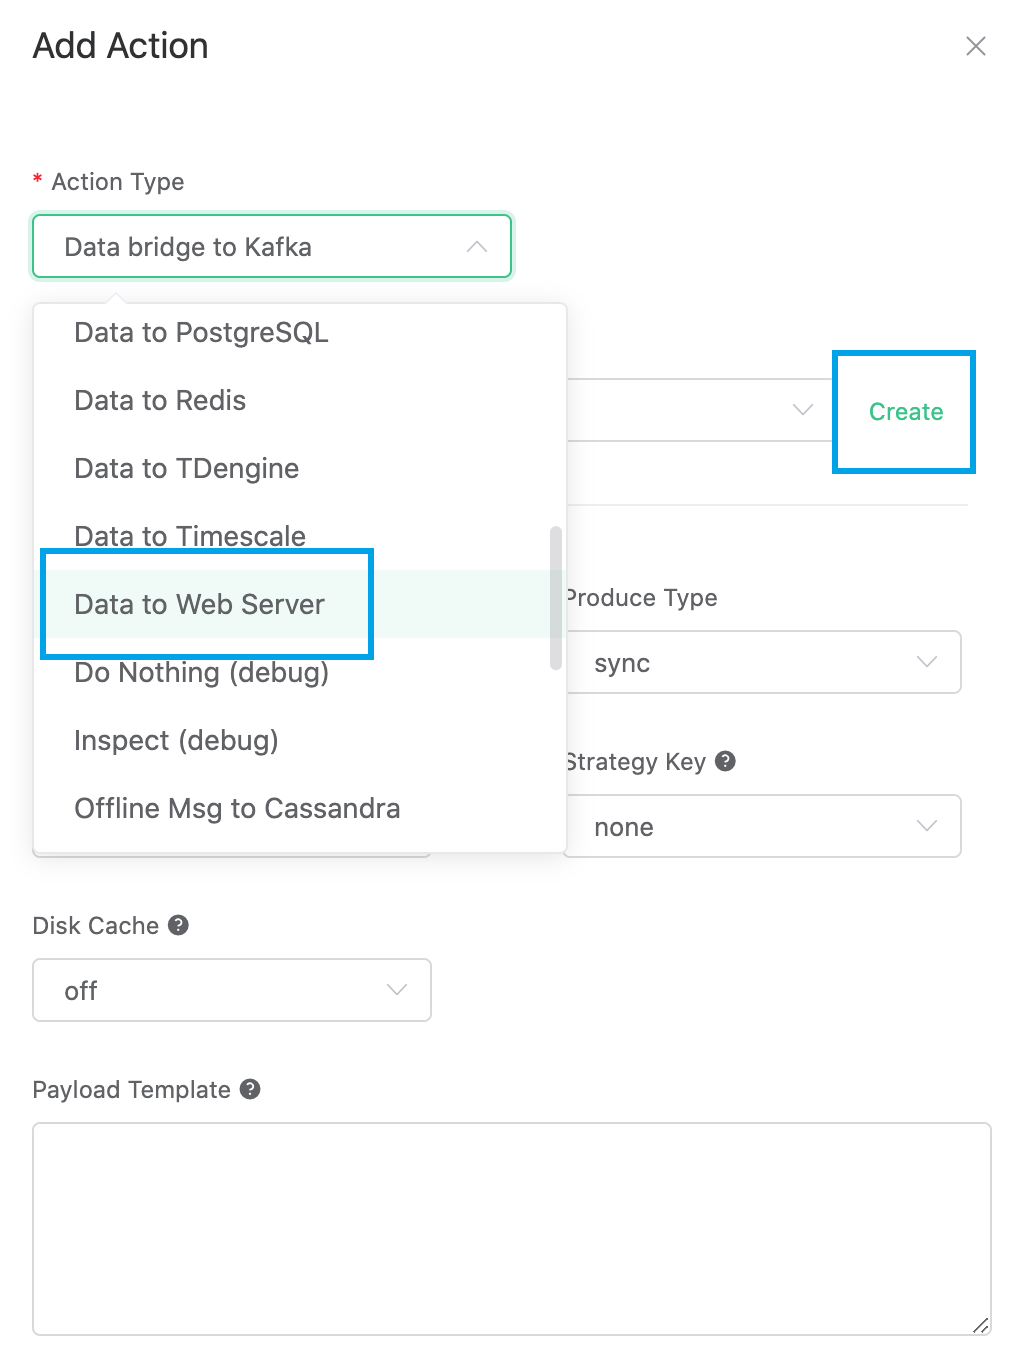 Add Action
* Action Type
Data bridge to Kafka
Data to PostgreSQL
Data to Redis
Create
Data to TDengine
Data to Timescale
Data to Web Server
Produce Type
Do Nothing (debug)
sync
Inspect (debug)
Strategy Key
Offline Msg to Cassandra
none
Disk Cache
off
Payload Template